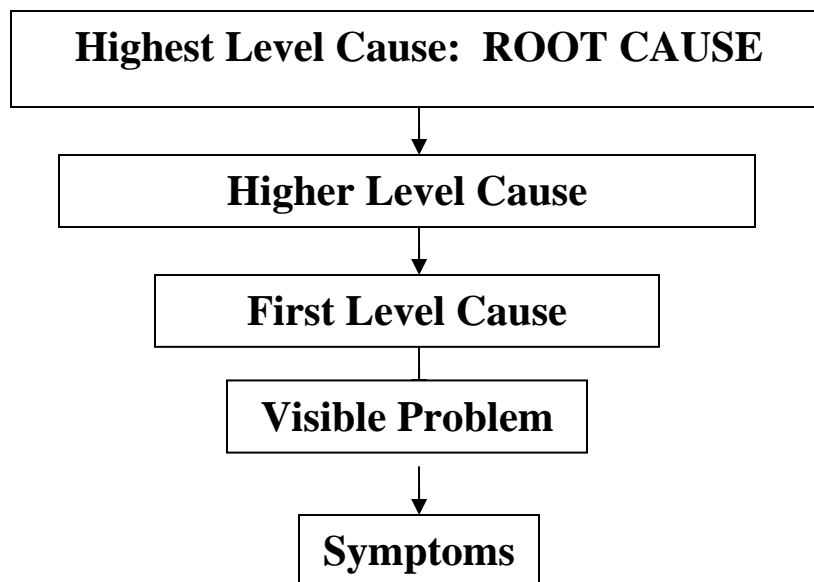 Highest Level Cause: ROOT CAUSE
Higher Level Cause
First Level Cause
Visible Problem
Symptoms